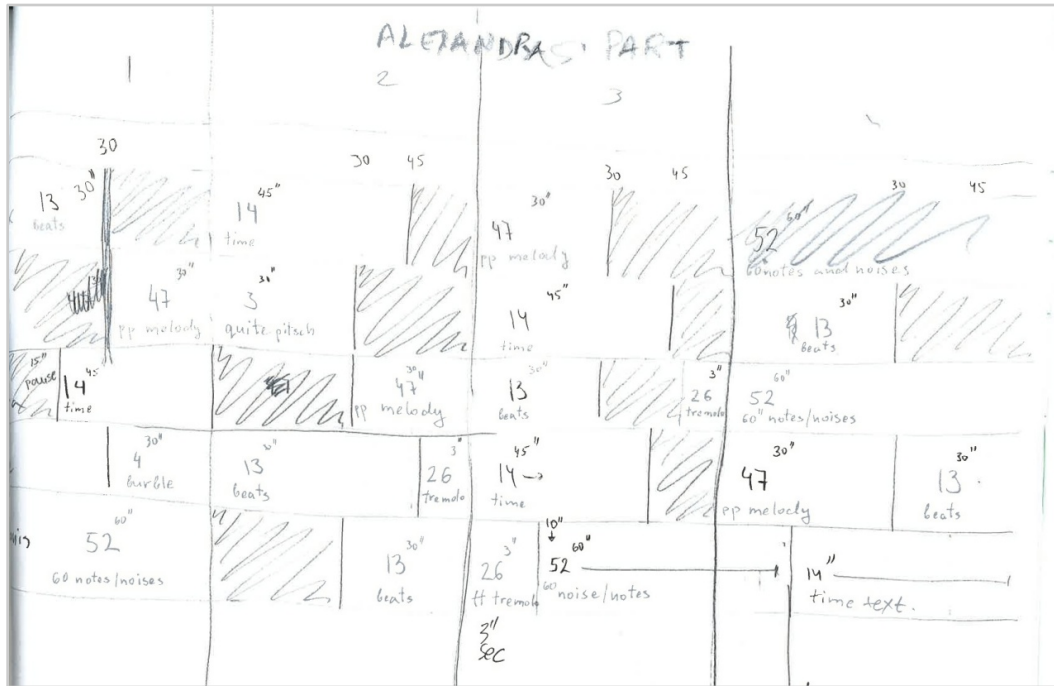 ALEXANDRAS' PART
1 2 3
30 30 45 30 45 30 45
13 30" 14 45" 47 30" 52 60"
beats time pp melody 60 notes and noises
47 30" 3 30" 14 45" 13 30"
pp melody quite pitsch time beats
15" 14 45" 47 30" 13 30" 26 3" 52 60"
pause time pp melody beats tremolo 60" notes/noises
4 30" 13 26 3" 14 → 45" 47 30" 13 30"
burble beats tremolo time pp melody beats
52 60" 13 30" 26 3" 10" 52 60" 14"
60 notes/noises beats ff tremolo 60 noise/notes time text.
3"
sec